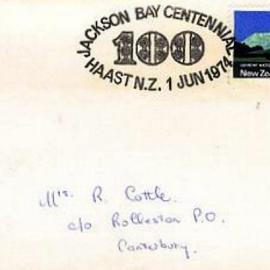 JACKSON BAY CENTENNIAL
100
HAAST N.Z. 1 JUN 1974
New Zea
Mrs. R. Cottle.
c/o Rolleston P.O.
Canterbury.